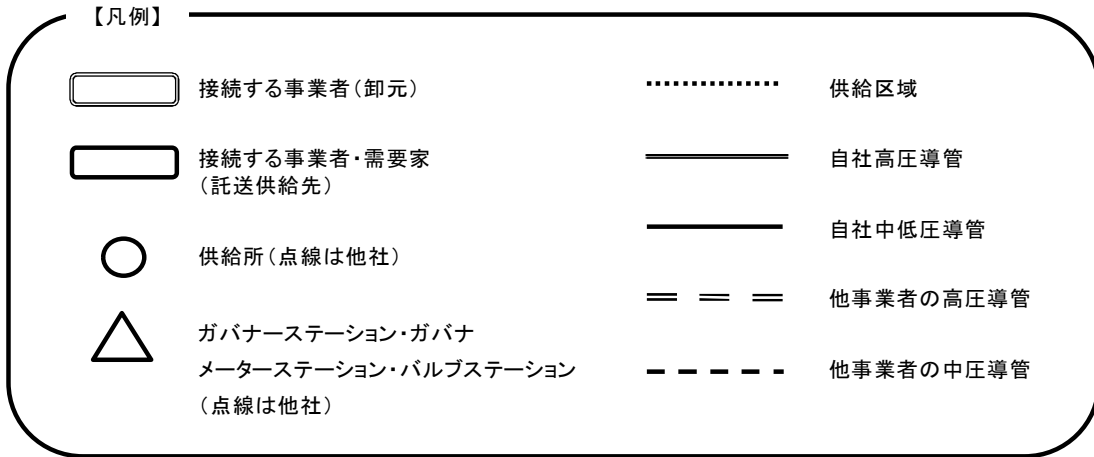 【凡例】
接続する事業者(卸元)
接続する事業者・需要家
(託送供給先)
供給所(点線は他社)
ガバナーステーション・ガバナ
メーターステーション・バルブステーション
(点線は他社)
供給区域
自社高圧導管
自社中低圧導管
他事業者の高圧導管
他事業者の中圧導管